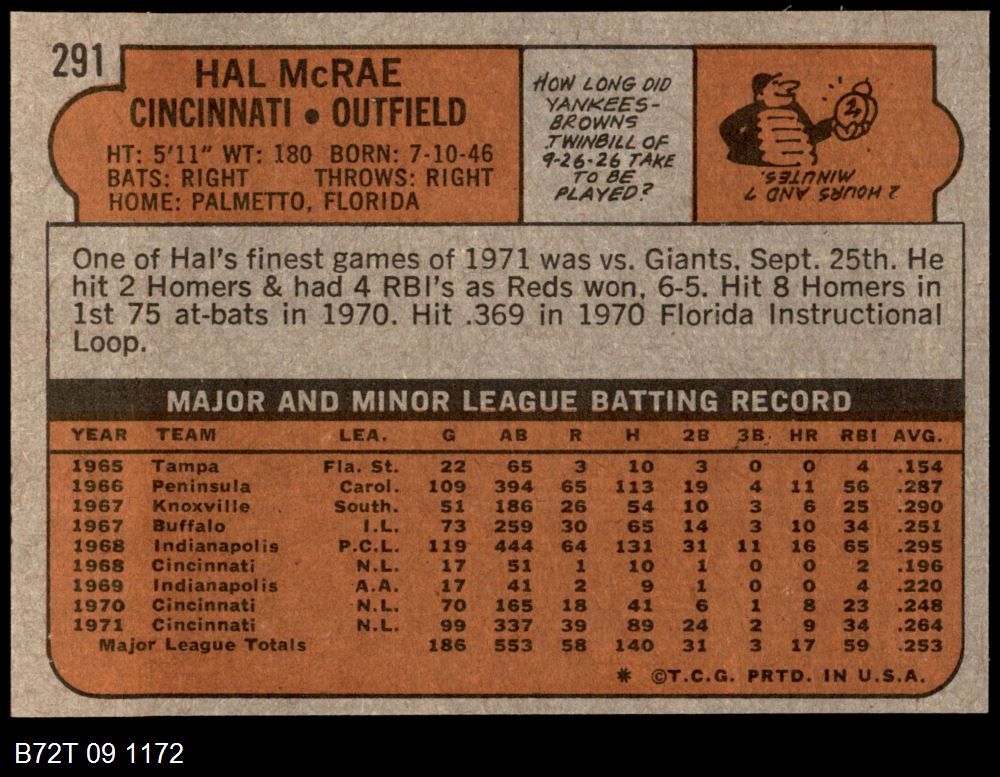 291
HAL McRAE
CINCINNATI • OUTFIELD
HT: 5'11" WT: 180 BORN: 7-10-46
BATS: RIGHT THROWS: RIGHT
HOME: PALMETTO, FLORIDA
HOW LONG DID
YANKEES-
BROWNS
TWINBILL OF
9-26-26 TAKE
TO BE
PLAYED?
2
2 HOURS AND 7
MINUTES.
One of Hal's finest games of 1971 was vs. Giants, Sept. 25th. He
hit 2 Homers & had 4 RBI's as Reds won, 6-5. Hit 8 Homers in
1st 75 at-bats in 1970. Hit .369 in 1970 Florida Instructional
Loop.
MAJOR AND MINOR LEAGUE BATTING RECORD
YEAR TEAM LEA. G AB R H 2B 3B. HR RBI AVG.
1965 Tampa Fla. St. 22 65 3 10 3 0 0 4 .154
1966 Peninsula Carol. 109 394 65 113 19 4 11 56 .287
1967 Knoxville South. 51 186 26 54 10 3 6 25 .290
1967 Buffalo I.L. 73 259 30 65 14 3 10 34 .251
1968 Indianapolis P.C.L. 119 444 64 131 31 11 16 65 .295
1968 Cincinnati N.L. 17 51 1 10 1 0 0 2 .196
1969 Indianapolis A.A. 17 41 2 9 1 0 0 4 .220
1970 Cincinnati N.L. 70 165 18 41 6 1 8 23 .248
1971 Cincinnati N.L. 99 337 39 89 24 2 9 34 .264
Major League Totals 186 553 58 140 31 3 17 59 .253
* ©T.C.G. PRTD. IN U.S.A.
B72T 09 1172